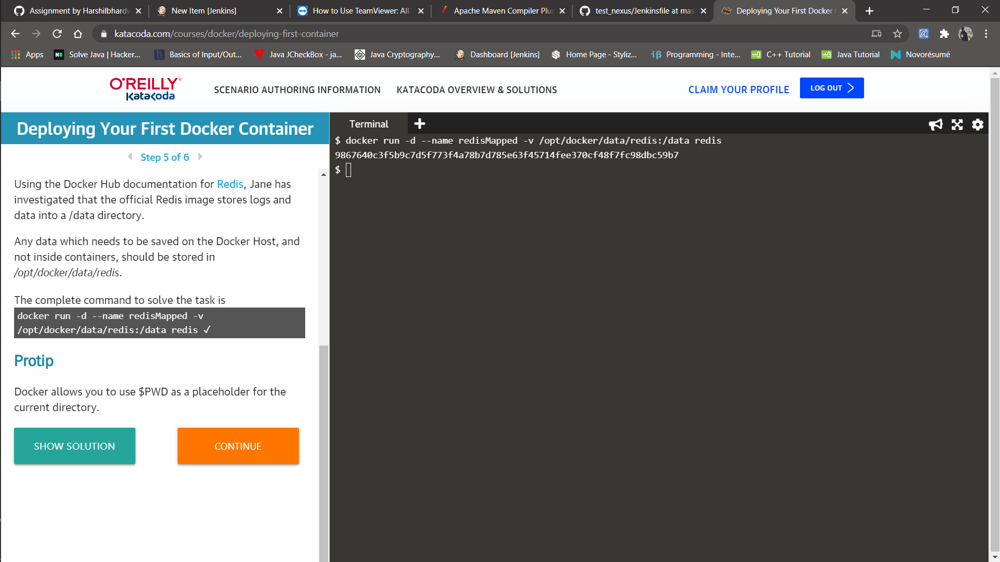 Assignment by Harshilbhardw
New Item [Jenkins]
How to Use TeamViewer: All
Apache Maven Compiler Plu
test_nexus/Jenkinsfile at mas
Deploying Your First Docker
katacoda.com/courses/docker/deploying-first-container
Apps
Solve Java | Hacker...
Basics of Input/Out...
Java JCheckBox - ja...
Java Cryptography...
Dashboard [Jenkins]
Home Page - Styliz...
Programming - Inte...
C++ Tutorial
Java Tutorial
Novorésumé
O'REILLY®
Katacoda
SCENARIO AUTHORING INFORMATION
KATACODA OVERVIEW & SOLUTIONS
CLAIM YOUR PROFILE
LOG OUT
Deploying Your First Docker Container
Step 5 of 6
Using the Docker Hub documentation for Redis, Jane has
investigated that the official Redis image stores logs and
data into a /data directory.
Any data which needs to be saved on the Docker Host, and
not inside containers, should be stored in
/opt/docker/data/redis.
The complete command to solve the task is
docker run -d --name redisMapped -v
/opt/docker/data/redis:/data redis ✓
Protip
Docker allows you to use $PWD as a placeholder for the
current directory.
SHOW SOLUTION
CONTINUE
Terminal
$ docker run -d --name redisMapped -v /opt/docker/data/redis:/data redis
9867640c3f5b9c7d5f773f4a78b7d785e63f45714fee370cf48f7fc98dbc59b7
$